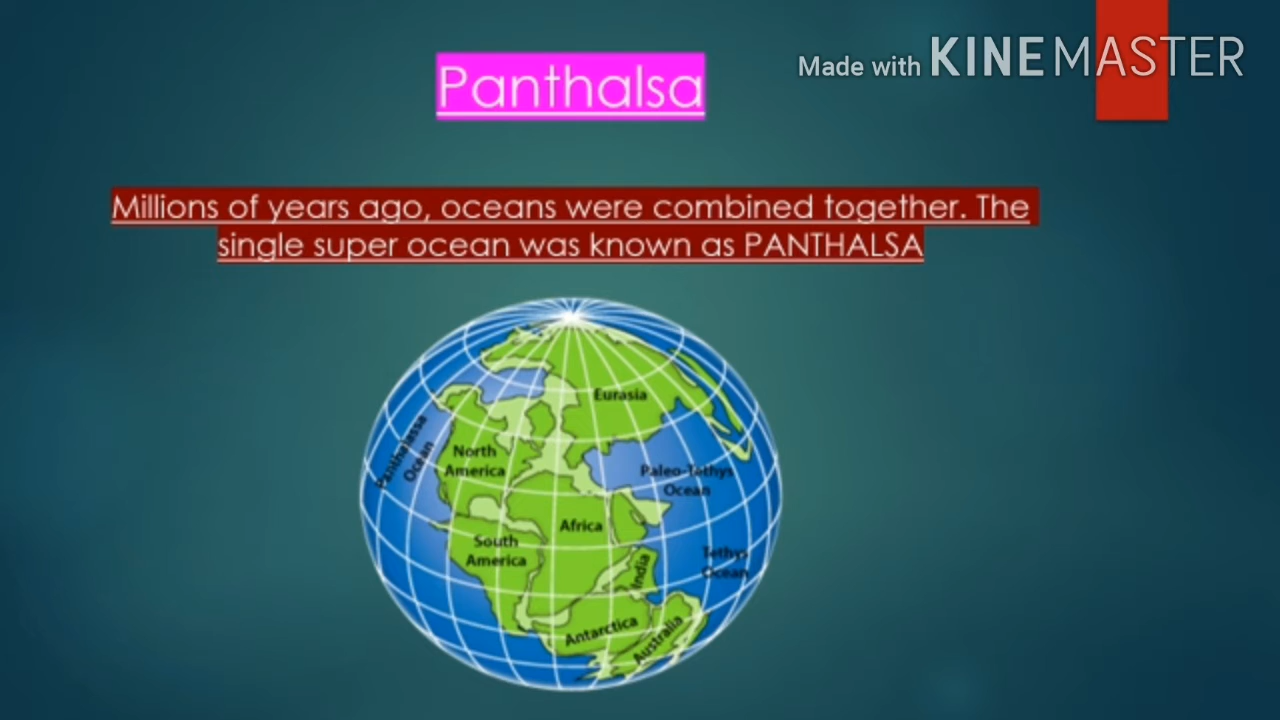 Made with KINEMASTER
Panthalsa
Millions of years ago, oceans were combined together. The
single super ocean was known as PANTHALSA
Eurasia
Panthalassa
Ocean
North
America
Paleo-Tethys
Ocean
Africa
South
America
Tethys
Ocean
India
Antarctica
Australia